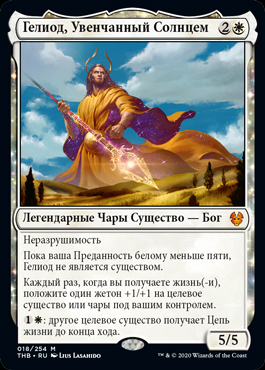 Гелиод, Увенчанный Солнцем 2
Легендарные Чары Существо — Бог
Неразрушимость
Пока ваша Преданность белому меньше пяти,
Гелиод не является существом.
Каждый раз, когда вы получаете жизнь(-и),
положите один жетон +1/+1 на целевое
существо или чары под вашим контролем.
1 : другое целевое существо получает Цепь
жизни до конца хода.
5/5
018/254 M
THB • RU Lius Lasahido
™ & © 2020 Wizards of the Coast